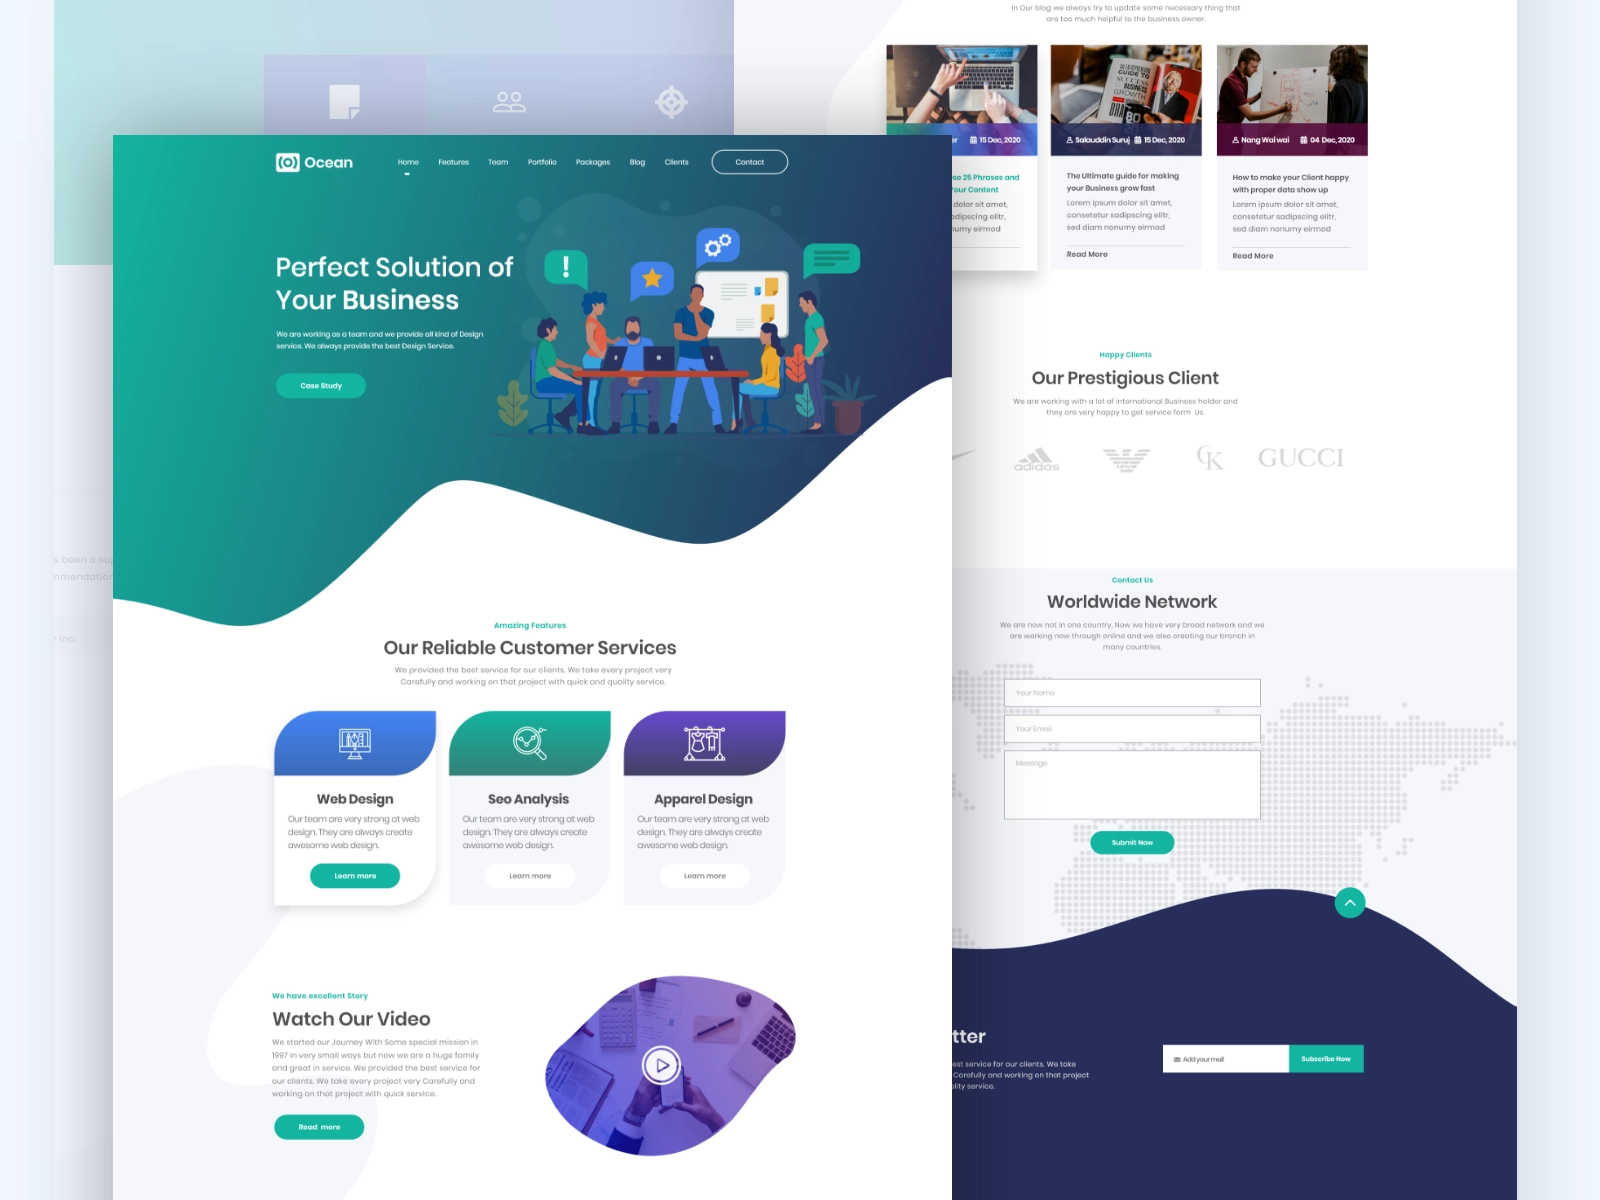 Ocean
Home Features Team Portfolio Packages Blog Clients Contact
Perfect Solution of
Your Business
We are working as a team and we provide all kind of Design
service. We always provide the best Design Service.
Case Study
Amazing Features
Our Reliable Customer Services
We provided the best service for our clients. We take every project very
Carefully and working on that project with quick and quality service.
Web Design
Our team are very strong at web
design. They are always create
awesome web design.
Learn more
Seo Analysis
Our team are very strong at web
design. They are always create
awesome web design.
Learn more
Apparel Design
Our team are very strong at web
design. They are always create
awesome web design.
Learn more
We have excellent Story
Watch Our Video
We started our Journey With Some special mission in
1997 in very small ways but now we are a huge family
and great in service. We provided the best service for
our clients. We take every project very Carefully and
working on that project with quick service.
Read more
s been a su
mmendation
inc.
In Our blog we always try to update some necessary thing that
are too much helpful to the business owner.
er 15 Dec, 2020
se 25 Phrases and
Your Content
dolor sit amet,
adipscing elitr,
numy eirmod
GUIDE TO
SUCCESS
BUSINESS
GROWTH
Salauddin Suruj 15 Dec, 2020
The Ultimate guide for making
your Business grow fast
Lorem ipsum dolor sit amet,
consetetur sadipscing elitr,
sed diam nonumy eirmod
Read More
Nang Wai wai 04 Dec, 2020
How to make your Client happy
with proper data show up
Lorem ipsum dolor sit amet,
consetetur sadipscing elitr,
sed diam nonumy eirmod
Read More
Happy Clients
Our Prestigious Client
We are working with a lot of international Business holder and
they are very happy to get service form Us.
adidas
CK
GUCCI
Contact Us
Worldwide Network
We are now not in one country. Now we have very broad network and we
are working now through online and we also creating our branch in
many countries.
Your Name
Your Email
Message
Submit Now
tter
est service for our clients. We take
Carefully and working on that project
ality service.
Add your mail
Subscribe Now